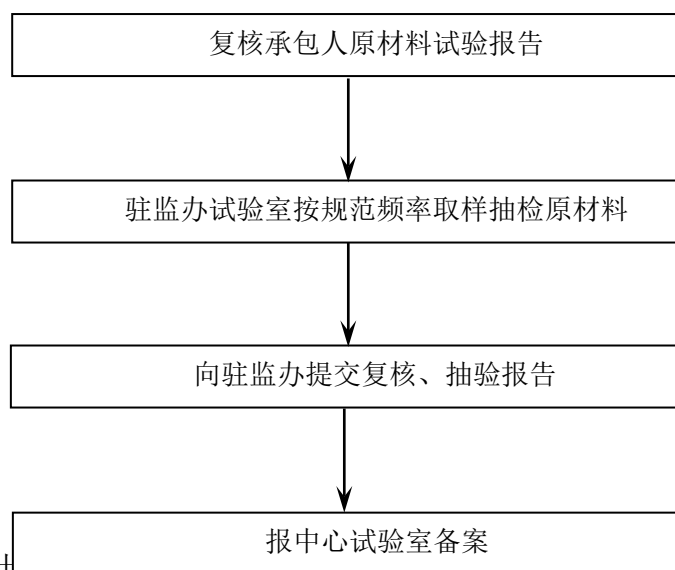 复核承包人原材料试验报告
驻监办试验室按规范频率取样抽检原材料
向驻监办提交复核、抽验报告
报中心试验室备案